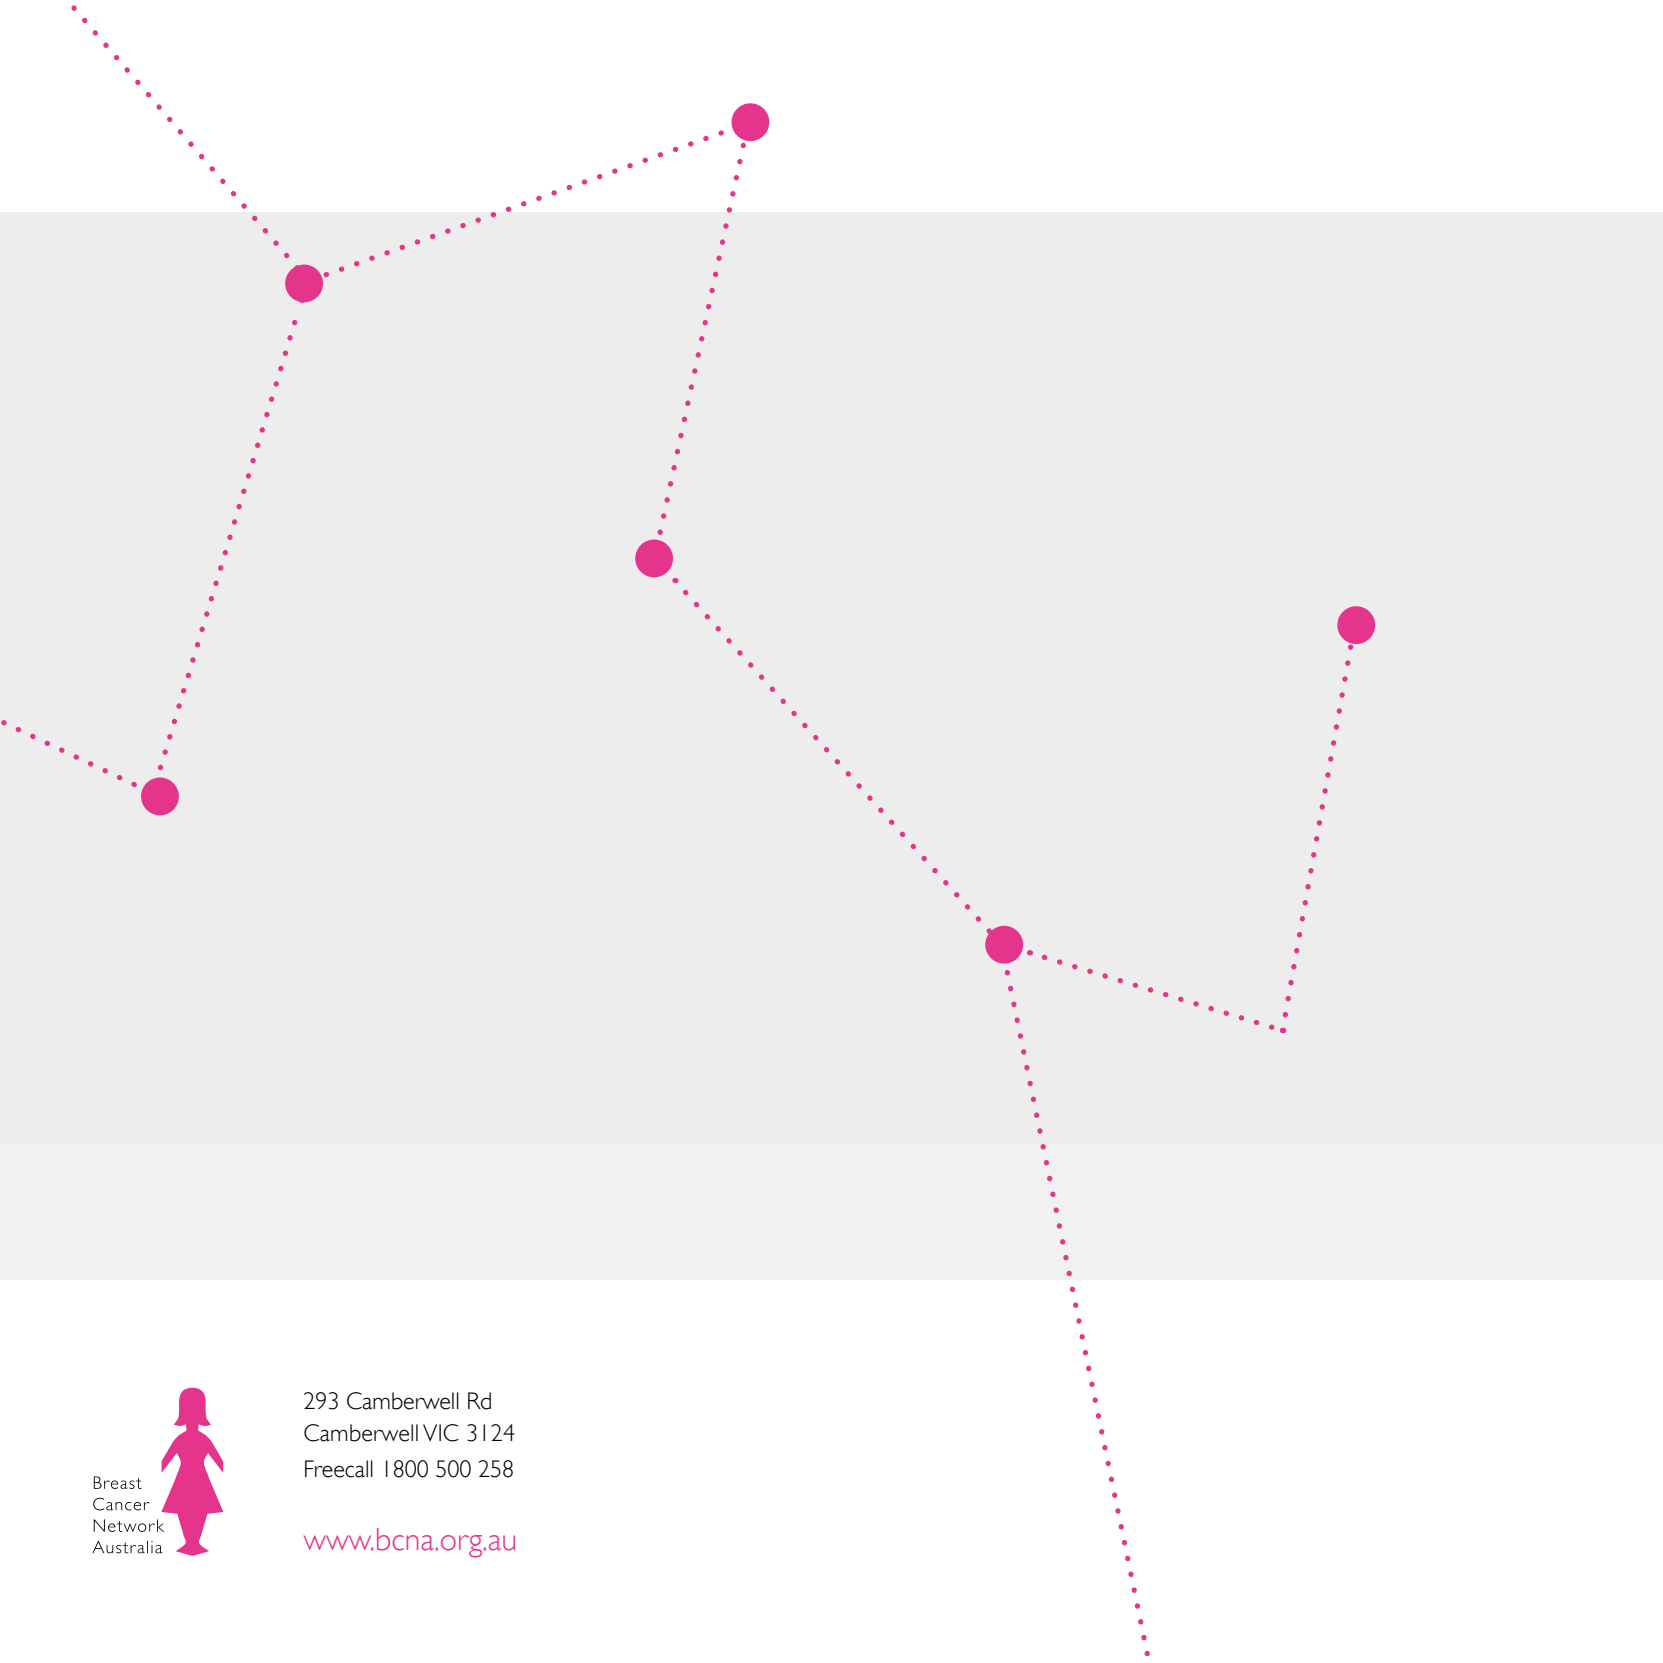 293 Camberwell Rd
Camberwell VIC 3124
Freecall 1800 500 258
www.bcna.org.au
Breast
Cancer
Network
Australia